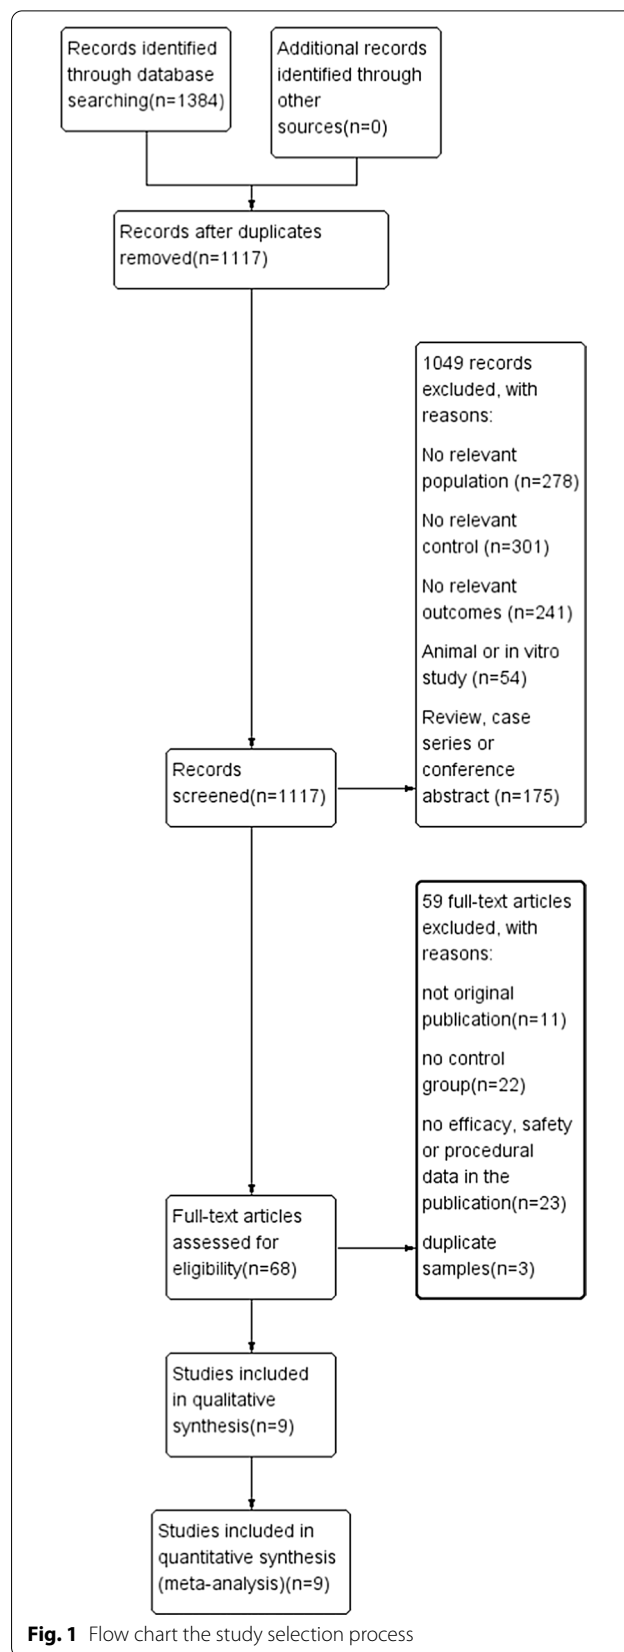 Records identified
through database
searching(n=1384)
Additional records
identified through
other
sources(n=0)
Records after duplicates
removed(n=1117)
1049 records
excluded, with
reasons:
No relevant
population (n=278)
No relevant
control (n=301)
No relevant
outcomes (n=241)
Animal or in vitro
study (n=54)
Review, case
series or
conference
abstract (n=175)
Records
screened(n=1117)
59 full-text articles
excluded, with
reasons:
not original
publication(n=11)
no control
group(n=22)
no efficacy, safety
or procedural
data in the
publication(n=23)
duplicate
samples(n=3)
Full-text articles
assessed for
eligibility(n=68)
Studies included
in qualitative
synthesis(n=9)
Studies included in
quantitative synthesis
(meta-analysis)(n=9)
Fig. 1 Flow chart the study selection process